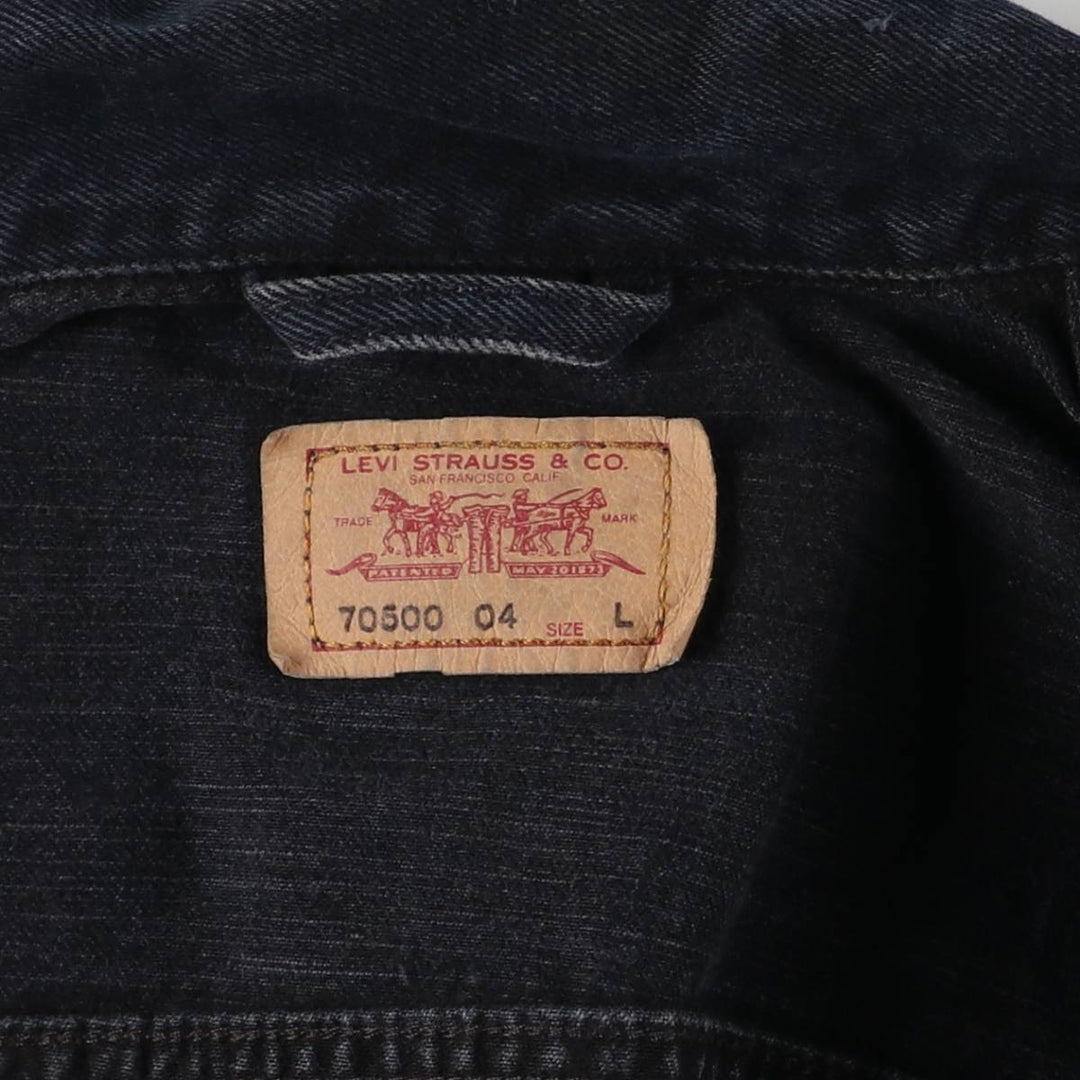 LEVI STRAUSS & CO.
SAN FRANCISCO CALIF.
TRADE MARK
PATENTED MAY 20 1873
70500 04 SIZE L